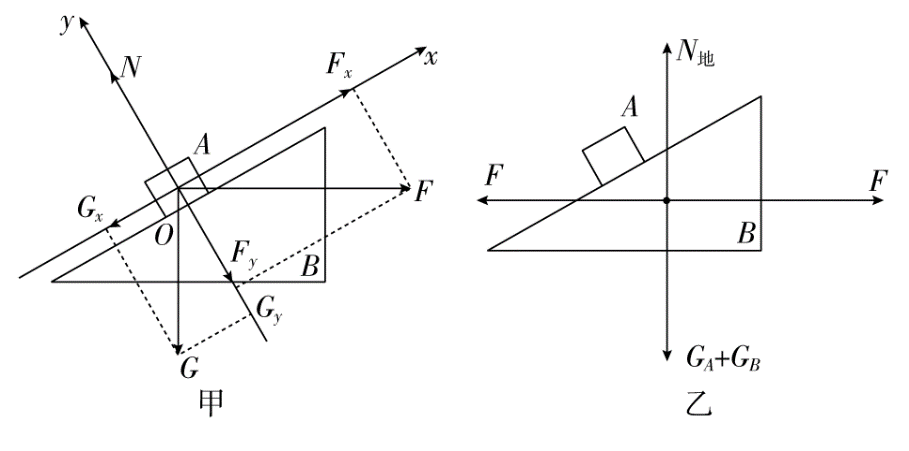 y
N
F_x
x
A
G_x
F
O
F_y
B
G_y
G
甲
N地
A
F
F
B
G_A+G_B
乙